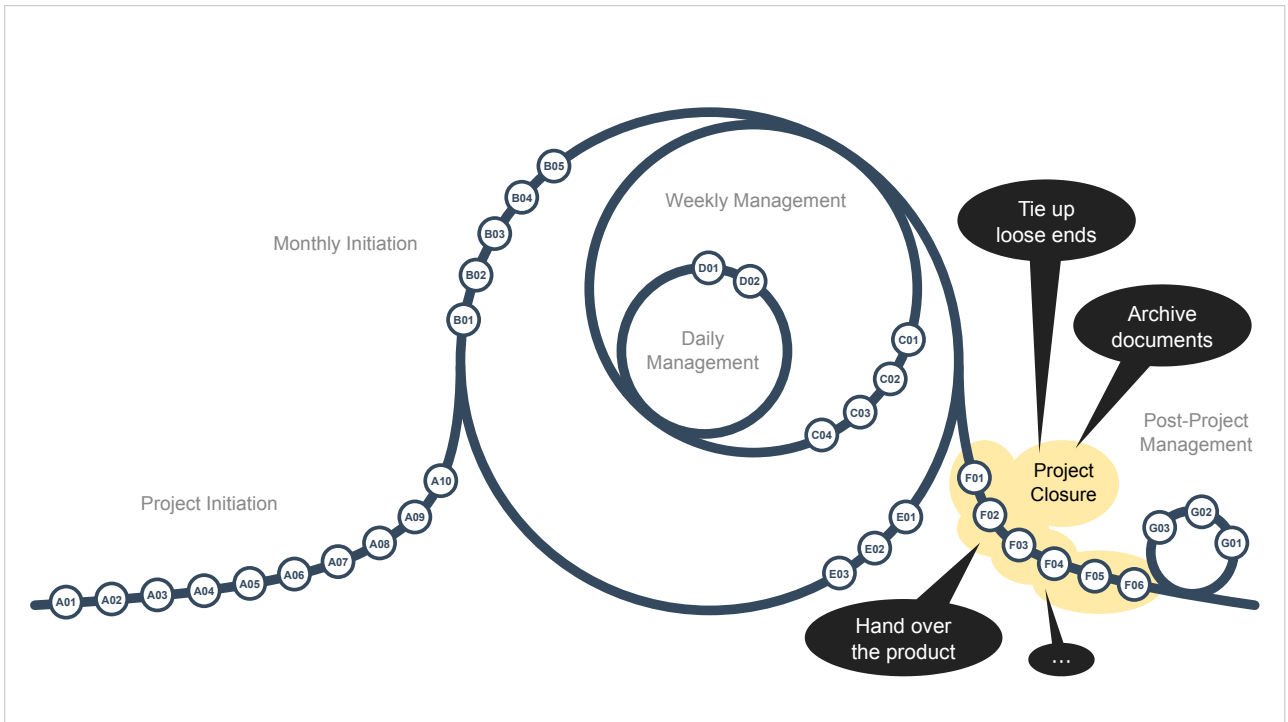 Project Initiation
A01
A02
A03
A04
A05
A06
A07
A08
A09
A10
Monthly Initiation
B01
B02
B03
B04
B05
Weekly Management
Daily
Management
D01
D02
C01
C02
C03
C04
E01
E02
E03
Tie up
loose ends
Archive
documents
Project
Closure
F01
F02
F03
F04
F05
F06
Hand over
the product
...
Post-Project
Management
G03
G02
G01